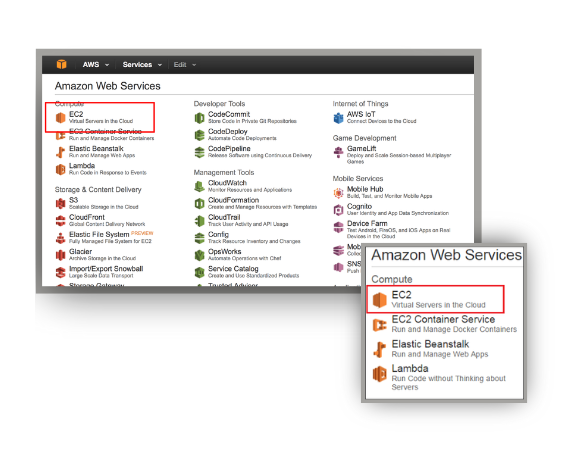 AWS Services Edit
Amazon Web Services
Compute
EC2
Virtual Servers in the Cloud
EC2 Container Service
Run and Manage Docker Containers
Elastic Beanstalk
Run and Manage Web Apps
Lambda
Run Code in Response to Events
Storage & Content Delivery
S3
Scalable Storage in the Cloud
CloudFront
Global Content Delivery Network
Elastic File System PREVIEW
Fully Managed File System for EC2
Glacier
Archive Storage in the Cloud
Import/Export Snowball
Large Scale Data Transport
Storage Gateway
Developer Tools
CodeCommit
Store Code in Private Git Repositories
CodeDeploy
Automate Code Deployments
CodePipeline
Release Software using Continuous Delivery
Management Tools
CloudWatch
Monitor Resources and Applications
CloudFormation
Create and Manage Resources with Templates
CloudTrail
Track User Activity and API Usage
Config
Track Resource Inventory and Changes
OpsWorks
Automate Operations with Chef
Service Catalog
Create and Use Standardized Products
Trusted Advisor
Internet of Things
AWS IoT
Connect Devices to the Cloud
Game Development
GameLift
Deploy and Scale Session-based Multiplayer
Games
Mobile Services
Mobile Hub
Build, Test, and Monitor Mobile Apps
Cognito
User Identity and App Data Synchronization
Device Farm
Test Android, FireOS, and iOS Apps on Real
Devices in the Cloud
Mob
Collec
SNS
Push
Amazon Web Services
Compute
EC2
Virtual Servers in the Cloud
EC2 Container Service
Run and Manage Docker Containers
Elastic Beanstalk
Run and Manage Web Apps
Lambda
Run Code without Thinking about
Servers